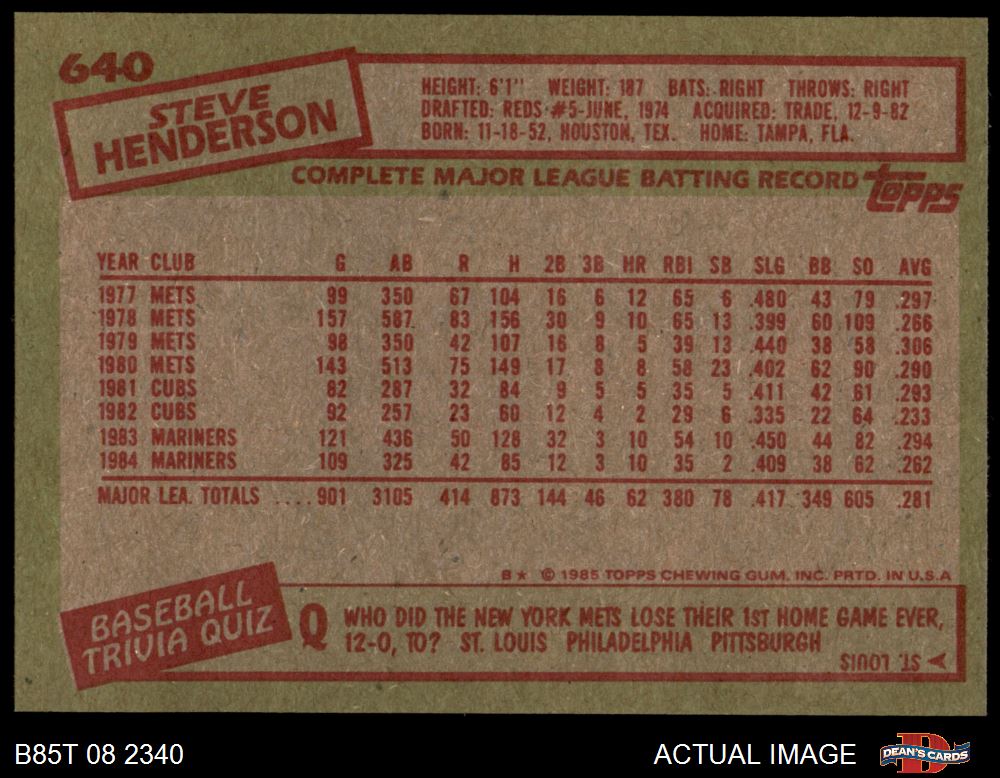 640
STEVE
HENDERSON
HEIGHT: 6'1" WEIGHT: 187 BATS: RIGHT THROWS: RIGHT
DRAFTED: REDS #5-JUNE, 1974 ACQUIRED: TRADE, 12-9-82
BORN: 11-18-52, HOUSTON, TEX. HOME: TAMPA, FLA.
COMPLETE MAJOR LEAGUE BATTING RECORD topps
YEAR CLUB G AB R H 2B 3B HR RBI SB SLG BB SO AVG
1977 METS 99 350 67 104 16 6 12 65 6 .480 43 79 .297
1978 METS 157 587 83 156 30 9 10 65 13 .399 60 109 .266
1979 METS 98 350 42 107 16 8 5 39 13 .440 38 58 .306
1980 METS 143 513 75 149 17 8 8 58 23 .402 62 90 .290
1981 CUBS 82 287 32 84 9 5 5 35 5 .411 42 61 .293
1982 CUBS 92 257 23 60 12 4 2 29 6 .335 22 64 .233
1983 MARINERS 121 436 50 128 32 3 10 54 10 .450 44 82 .294
1984 MARINERS 109 325 42 85 12 3 10 35 2 .409 38 62 .262
MAJOR LEA. TOTALS .... 901 3105 414 873 144 46 62 380 78 .417 349 605 .281
B★ © 1985 TOPPS CHEWING GUM, INC. PRTD. IN U.S.A
BASEBALL
TRIVIA QUIZ
Q WHO DID THE NEW YORK METS LOSE THEIR 1ST HOME GAME EVER,
12-0, TO? ST. LOUIS PHILADELPHIA PITTSBURGH
ST. LOUIS
B85T 08 2340 ACTUAL IMAGE DEAN'S CARDS